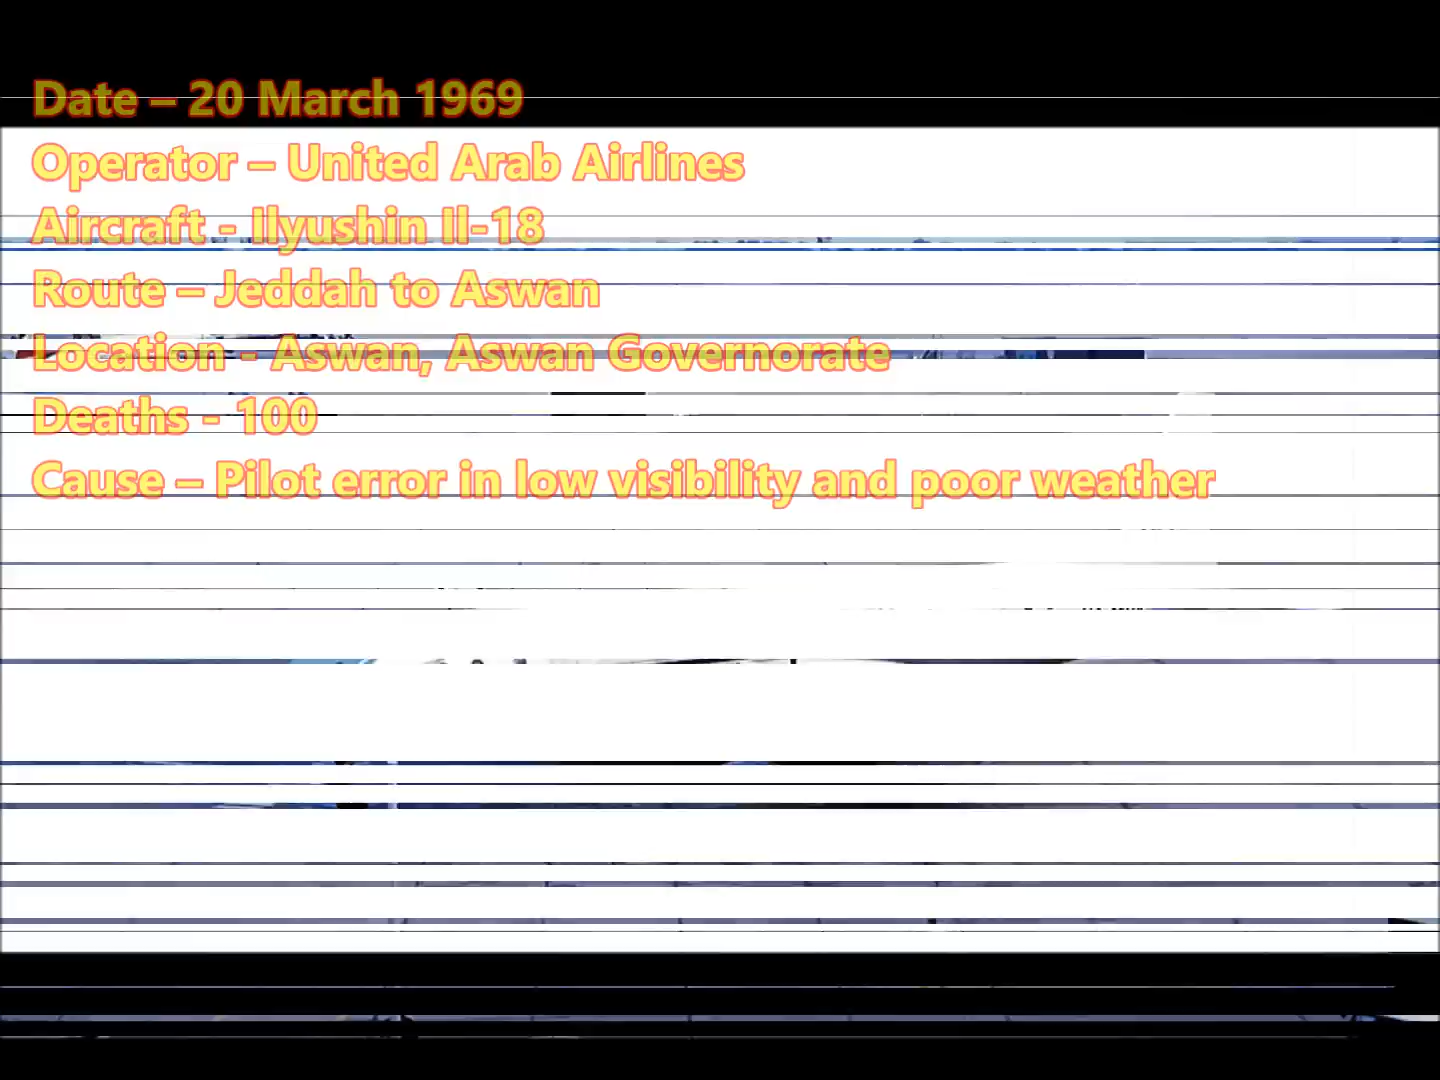 Date – 20 March 1969
Operator – United Arab Airlines
Aircraft - Ilyushin Il-18
Route – Jeddah to Aswan
Location - Aswan, Aswan Governorate
Deaths - 100
Cause – Pilot error in low visibility and poor weather